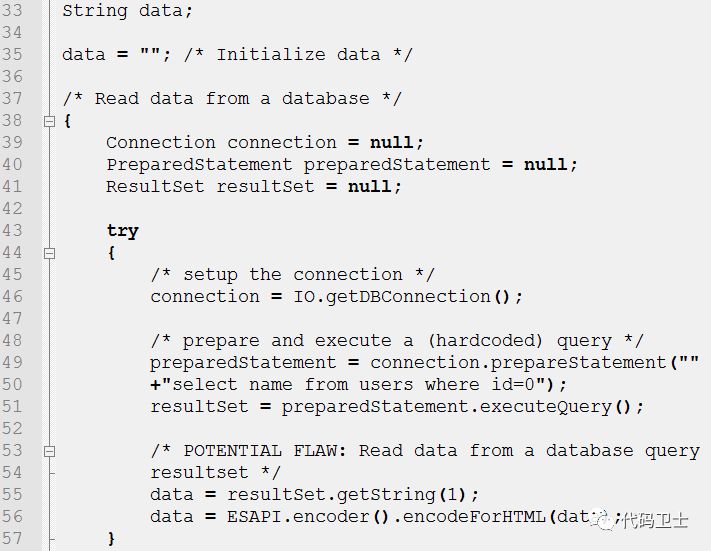 33 String data;
34
35 data = ""; /* Initialize data */
36
37 /* Read data from a database */
38 {
39 Connection connection = null;
40 PreparedStatement preparedStatement = null;
41 ResultSet resultSet = null;
42
43 try
44 {
45 /* setup the connection */
46 connection = IO.getDBConnection();
47
48 /* prepare and execute a (hardcoded) query */
49 preparedStatement = connection.prepareStatement(""
50 +"select name from users where id=0");
51 resultSet = preparedStatement.executeQuery();
52
53 /* POTENTIAL FLAW: Read data from a database query
54 resultset */
55 data = resultSet.getString(1);
56 data = ESAPI.encoder().encodeForHTML(dat ;
代码卫士
57 }